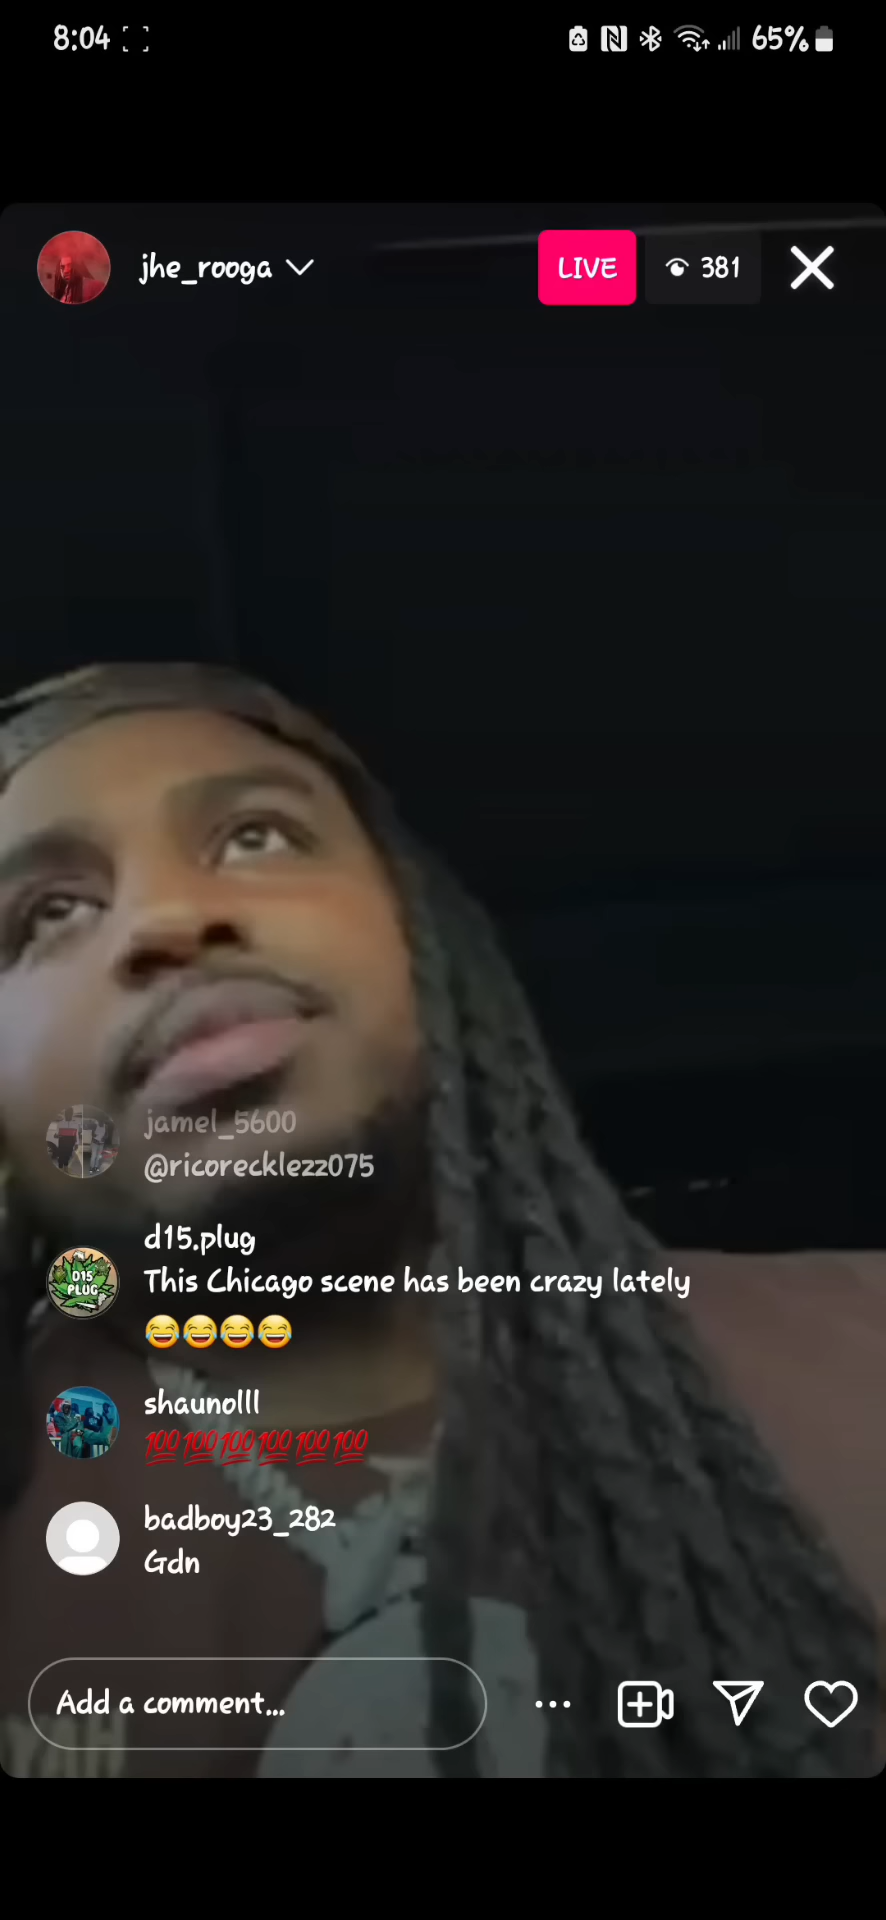 8:04
65%
jhe_rooga
LIVE
381
jamel_5600
@ricorecklezz075
d15.plug
This Chicago scene has been crazy lately
😂😂😂😂
D15
PLUG
shaunolll
💯💯💯💯💯💯
badboy23_282
Gdn
Add a comment...